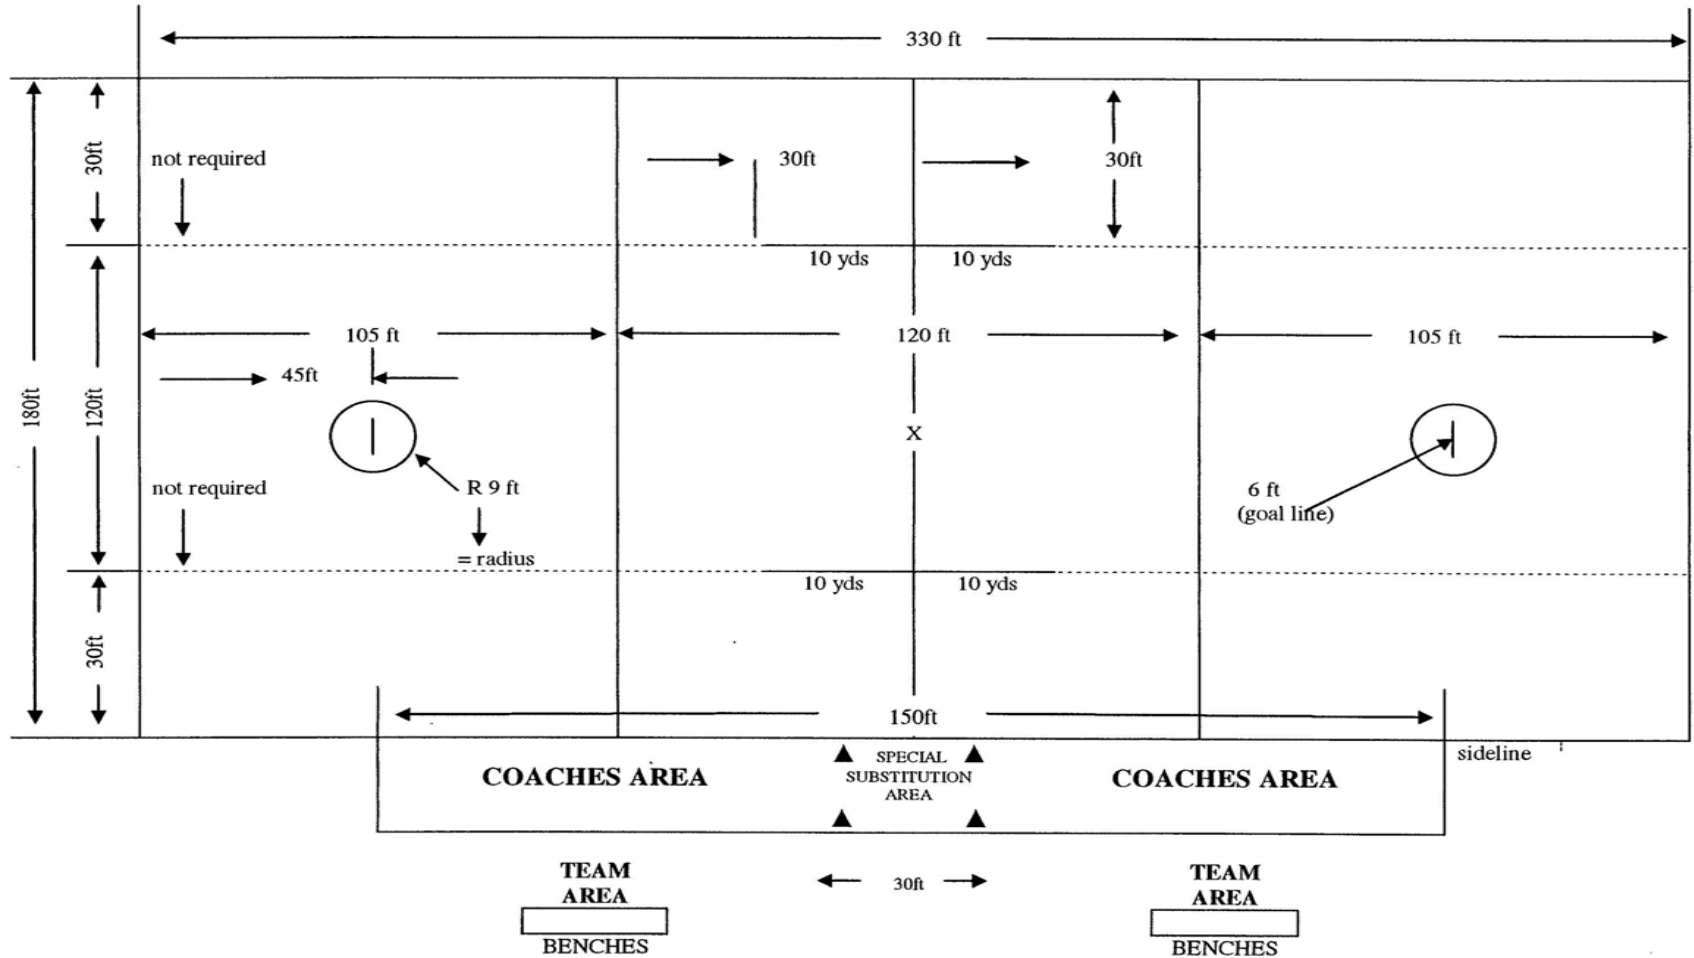 330 ft
30ft
not required
30ft
30ft
10 yds
10 yds
105 ft
120 ft
105 ft
45ft
180ft
120ft
X
not required
R 9 ft
6 ft
(goal line)
= radius
10 yds
10 yds
30ft
150ft
sideline
COACHES AREA
SPECIAL
SUBSTITUTION
AREA
COACHES AREA
TEAM
AREA
30ft
TEAM
AREA
BENCHES
BENCHES